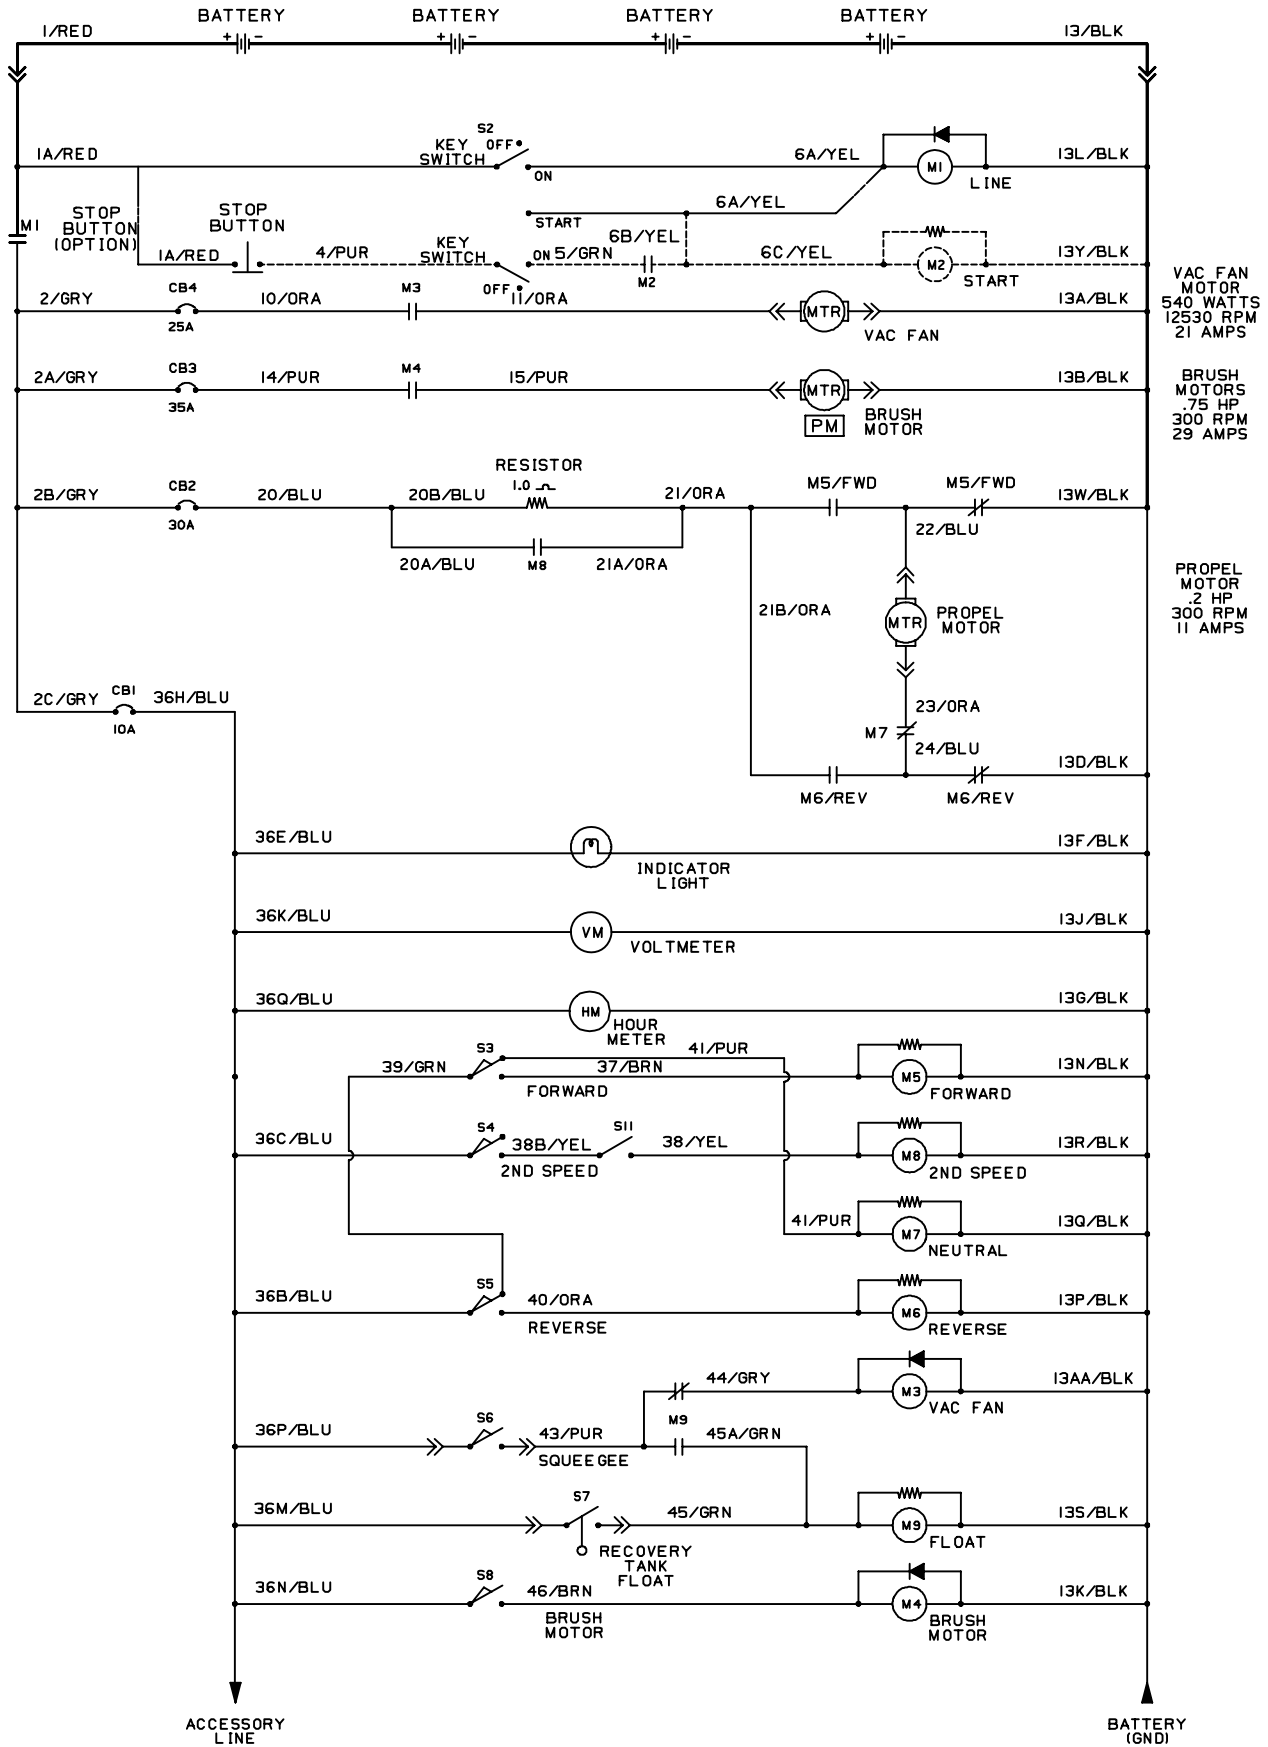 BATTERY BATTERY BATTERY BATTERY
1/RED + - + - + - + - 13/BLK
S2
KEY SWITCH OFF
1A/RED 6A/YEL M1 13L/BLK
ON LINE
STOP BUTTON (OPTION) STOP BUTTON
M1
START 6A/YEL
1A/RED 4/PUR KEY SWITCH ON 5/GRN 6B/YEL 6C/YEL M2 13Y/BLK
OFF M2 START
2/GRY CB4 10/ORA M3 11/ORA MTR 13A/BLK
25A VAC FAN
VAC FAN
MOTOR
540 WATTS
12530 RPM
21 AMPS
2A/GRY CB3 14/PUR M4 15/PUR MTR 13B/BLK
35A PM BRUSH MOTOR
BRUSH
MOTORS
.75 HP
300 RPM
29 AMPS
RESISTOR
1.0 Ω
2B/GRY CB2 20/BLU 20B/BLU 21/ORA M5/FWD M5/FWD 13W/BLK
30A 22/BLU
20A/BLU M8 21A/ORA
21B/ORA MTR PROPEL MOTOR
PROPEL
MOTOR
.2 HP
300 RPM
11 AMPS
2C/GRY CB1 36H/BLU
10A
23/ORA
M7
24/BLU
13D/BLK
M6/REV M6/REV
36E/BLU 13F/BLK
INDICATOR
LIGHT
36K/BLU VM 13J/BLK
VOLTMETER
36Q/BLU HM 13G/BLK
HOUR
METER
39/GRN S3 41/PUR
37/BRN M5 13N/BLK
FORWARD FORWARD
36C/BLU S4 38B/YEL S11 38/YEL M8 13R/BLK
2ND SPEED 2ND SPEED
41/PUR M7 13Q/BLK
NEUTRAL
36B/BLU S5 40/ORA M6 13P/BLK
REVERSE REVERSE
44/GRY M3 13AA/BLK
VAC FAN
36P/BLU S6 43/PUR M9 45A/GRN
SQUEEGEE
36M/BLU S7 45/GRN M9 13S/BLK
RECOVERY
TANK
FLOAT
FLOAT
36N/BLU S8 46/BRN M4 13K/BLK
BRUSH
MOTOR
BRUSH
MOTOR
ACCESSORY
LINE
BATTERY
(GND)